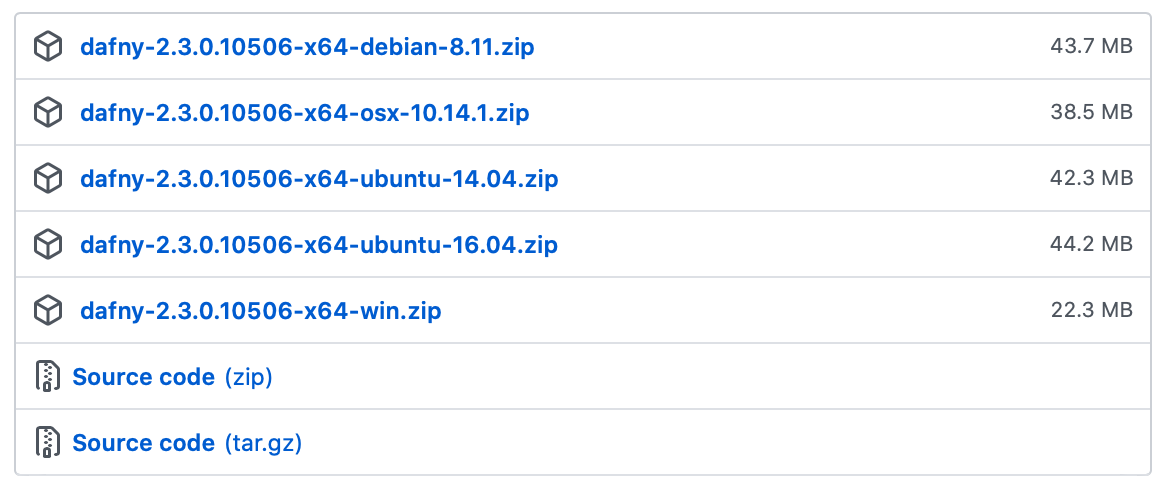 dafny-2.3.0.10506-x64-debian-8.11.zip 43.7 MB
dafny-2.3.0.10506-x64-osx-10.14.1.zip 38.5 MB
dafny-2.3.0.10506-x64-ubuntu-14.04.zip 42.3 MB
dafny-2.3.0.10506-x64-ubuntu-16.04.zip 44.2 MB
dafny-2.3.0.10506-x64-win.zip 22.3 MB
Source code (zip)
Source code (tar.gz)